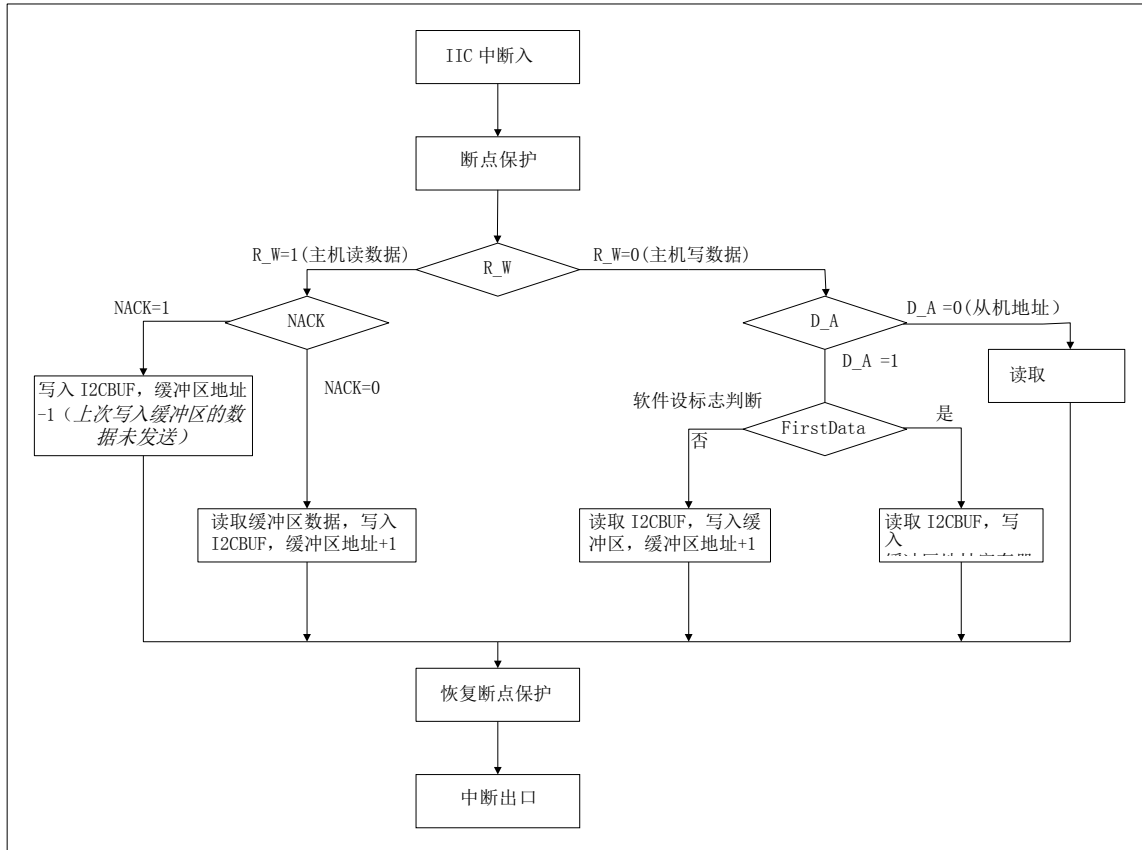 IIC 中断入
断点保护
R_W=1(主机读数据)
R_W
R_W=0(主机写数据)
NACK=1
NACK
D_A
D_A =0(从机地址）
写入 I2CBUF，缓冲区地址
-1（上次写入缓冲区的数
据未发送）
NACK=0
D_A =1
读取
软件设标志判断
否
FirstData
是
读取缓冲区数据，写入
I2CBUF，缓冲区地址+1
读取 I2CBUF，写入缓
冲区，缓冲区地址+1
读取 I2CBUF，写
入
恢复断点保护
中断出口